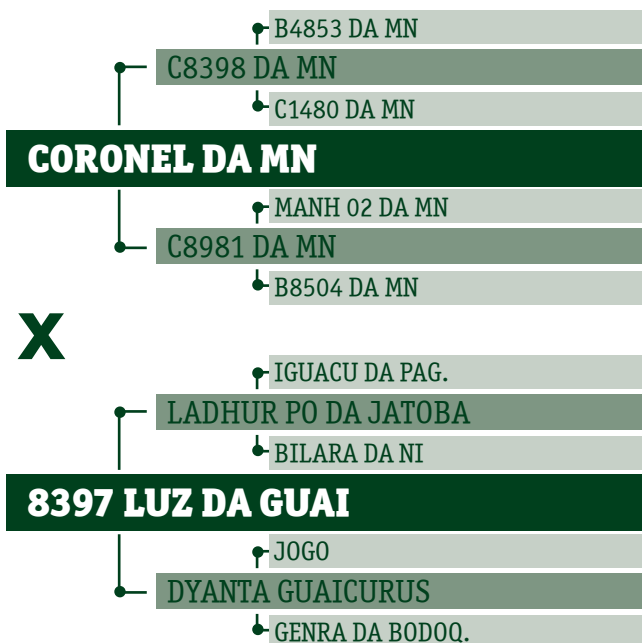 B4853 DA MN
C8398 DA MN
C1480 DA MN
CORONEL DA MN
MANH 02 DA MN
C8981 DA MN
B8504 DA MN
X
IGUACU DA PAG.
LADHUR PO DA JATOBA
BILARA DA NI
8397 LUZ DA GUAI
JOGO
DYANTA GUAICURUS
GENRA DA BODOQ.